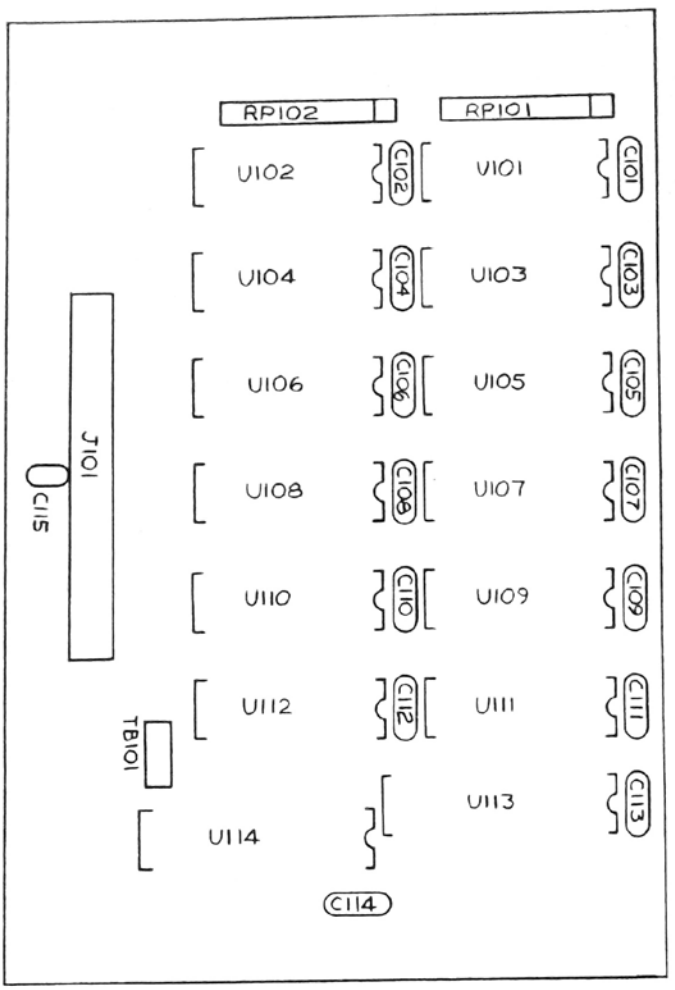 RP102 RP101
U102 C102 U101 C101
U104 C104 U103 C103
U106 C106 U105 C105
J101
U108 C108 U107 C107
C115
U110 C110 U109 C109
U112 C112 U111 C111
TB101
U113 C113
U114
C114